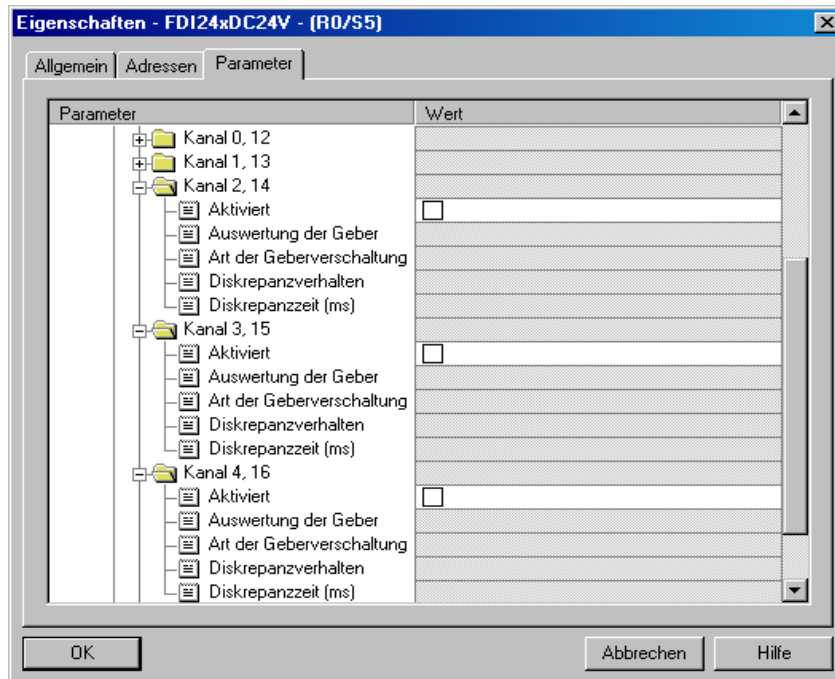 Eigenschaften - FDI24xDC24V - (R0/S5)
Allgemein Adressen Parameter
Parameter Wert
Kanal 0, 12
Kanal 1, 13
Kanal 2, 14
Aktiviert
Auswertung der Geber
Art der Geberverschaltung
Diskrepanzverhalten
Diskrepanzzeit (ms)
Kanal 3, 15
Aktiviert
Auswertung der Geber
Art der Geberverschaltung
Diskrepanzverhalten
Diskrepanzzeit (ms)
Kanal 4, 16
Aktiviert
Auswertung der Geber
Art der Geberverschaltung
Diskrepanzverhalten
Diskrepanzzeit (ms)
OK Abbrechen Hilfe